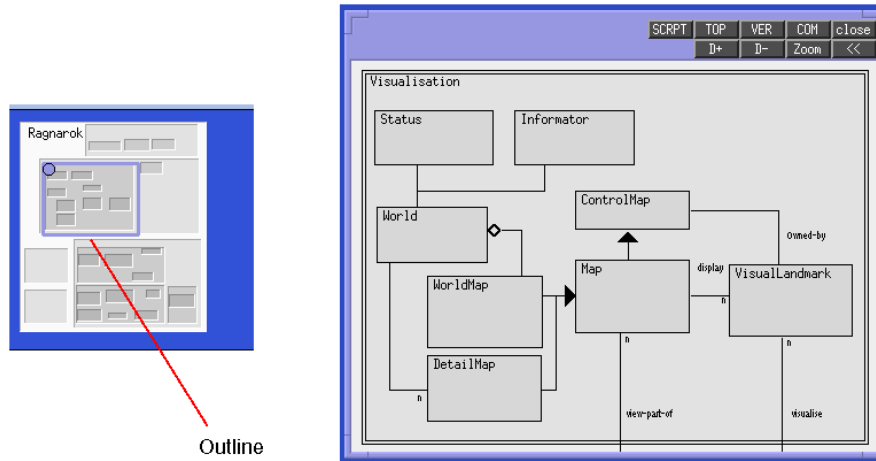 Ragnarok
Outline
SCRPT TOP VER COM close
D+ D- Zoom <<
Visualisation
Status Informator
World ControlMap
Owned-by
WorldMap Map display VisualLandmark
n
n n
DetailMap
n
view-part-of visualise